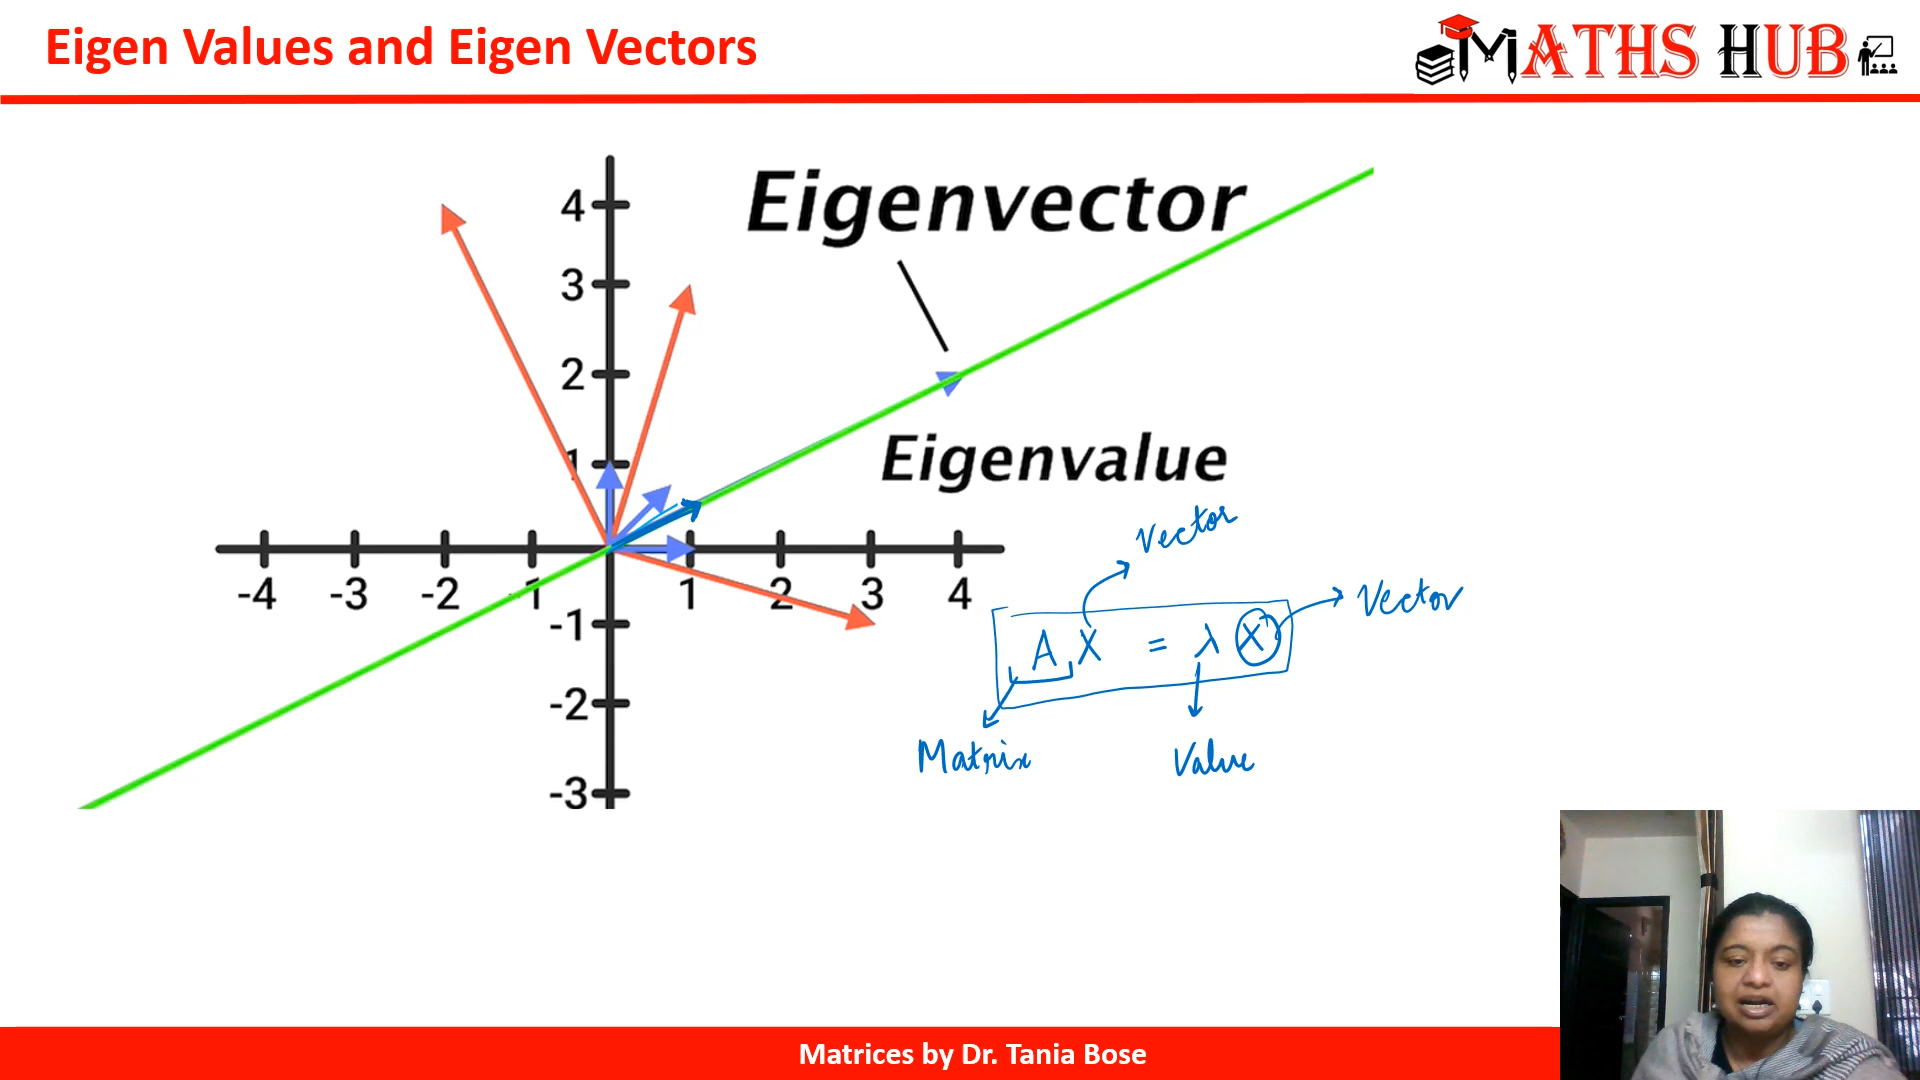 Eigen Values and Eigen Vectors
MATHS HUB
Eigenvector
4
3
2
1
Eigenvalue
Vector
-4 -3 -2 -1 1 2 3 4
Vector
-1
A X = λ X
-2
Matrix
Value
-3
Matrices by Dr. Tania Bose